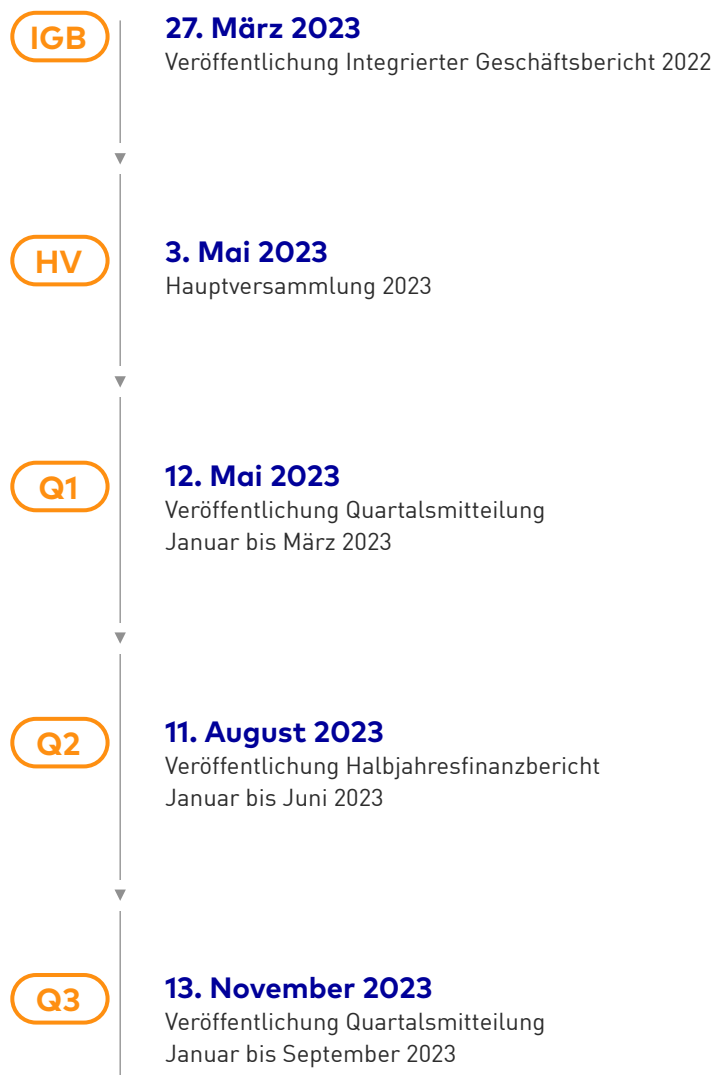 IGB
27. März 2023
Veröffentlichung Integrierter Geschäftsbericht 2022
HV
3. Mai 2023
Hauptversammlung 2023
Q1
12. Mai 2023
Veröffentlichung Quartalsmitteilung
Januar bis März 2023
Q2
11. August 2023
Veröffentlichung Halbjahresfinanzbericht
Januar bis Juni 2023
Q3
13. November 2023
Veröffentlichung Quartalsmitteilung
Januar bis September 2023